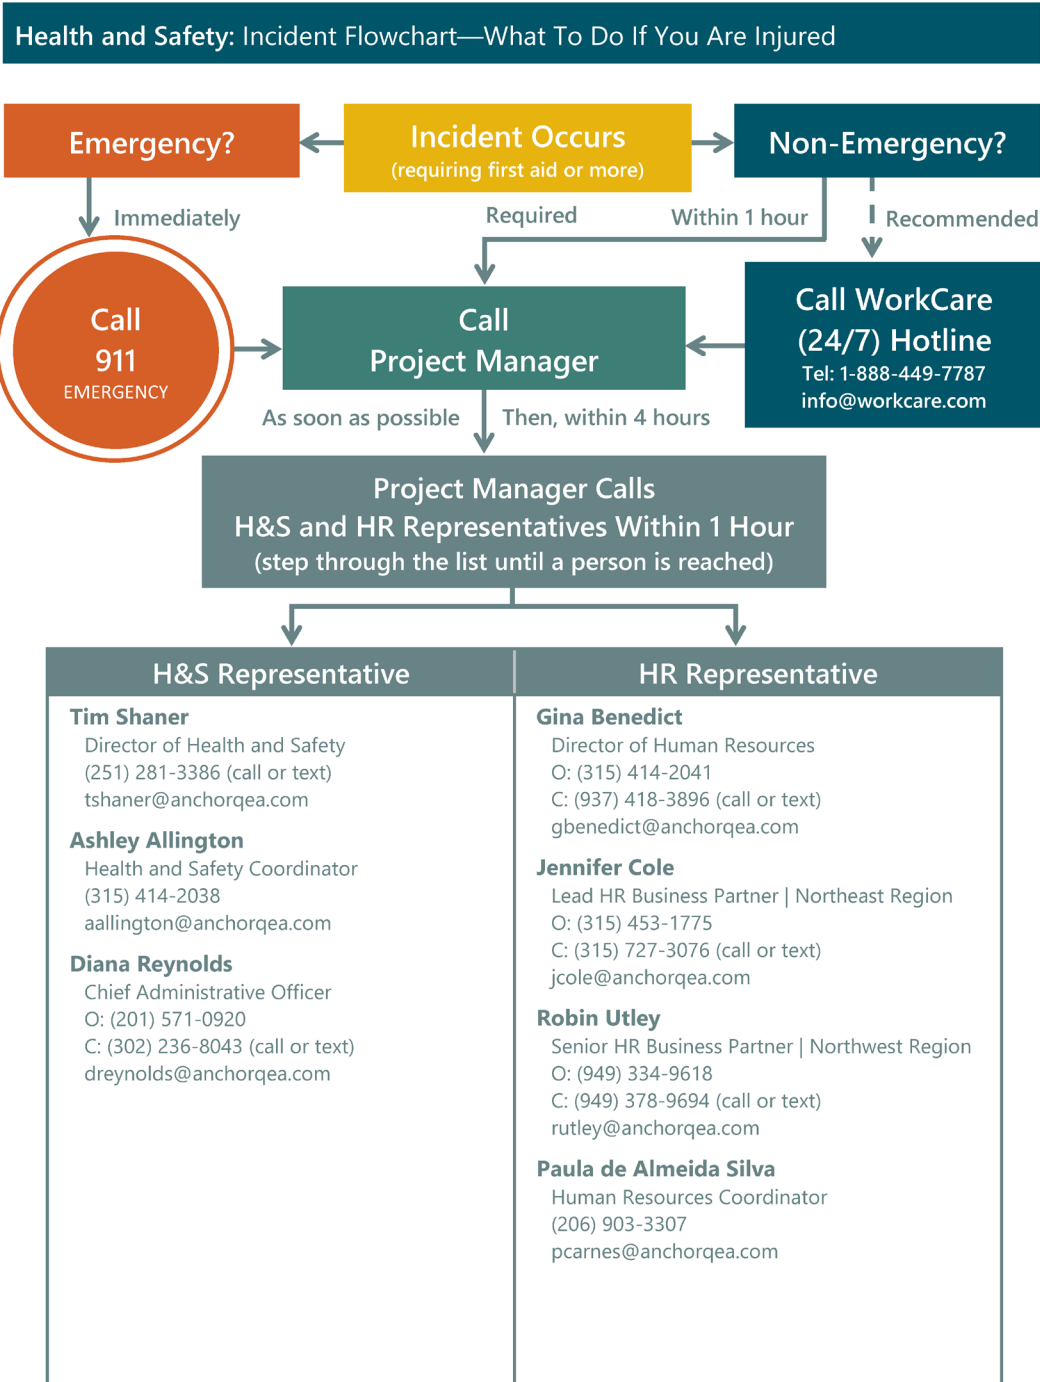 Health and Safety: Incident Flowchart—What To Do If You Are Injured
Emergency?
Incident Occurs
(requiring first aid or more)
Non-Emergency?
Immediately
Required
Within 1 hour
Recommended
Call
911
EMERGENCY
Call
Project Manager
Call WorkCare
(24/7) Hotline
Tel: 1-888-449-7787
info@workcare.com
As soon as possible
Then, within 4 hours
Project Manager Calls
H&S and HR Representatives Within 1 Hour
(step through the list until a person is reached)
H&S Representative
Tim Shaner
Director of Health and Safety
(251) 281-3386 (call or text)
tshaner@anchorqea.com
Ashley Allington
Health and Safety Coordinator
(315) 414-2038
aallington@anchorqea.com
Diana Reynolds
Chief Administrative Officer
O: (201) 571-0920
C: (302) 236-8043 (call or text)
dreynolds@anchorqea.com
HR Representative
Gina Benedict
Director of Human Resources
O: (315) 414-2041
C: (937) 418-3896 (call or text)
gbenedict@anchorqea.com
Jennifer Cole
Lead HR Business Partner | Northeast Region
O: (315) 453-1775
C: (315) 727-3076 (call or text)
jcole@anchorqea.com
Robin Utley
Senior HR Business Partner | Northwest Region
O: (949) 334-9618
C: (949) 378-9694 (call or text)
rutley@anchorqea.com
Paula de Almeida Silva
Human Resources Coordinator
(206) 903-3307
pcarnes@anchorqea.com